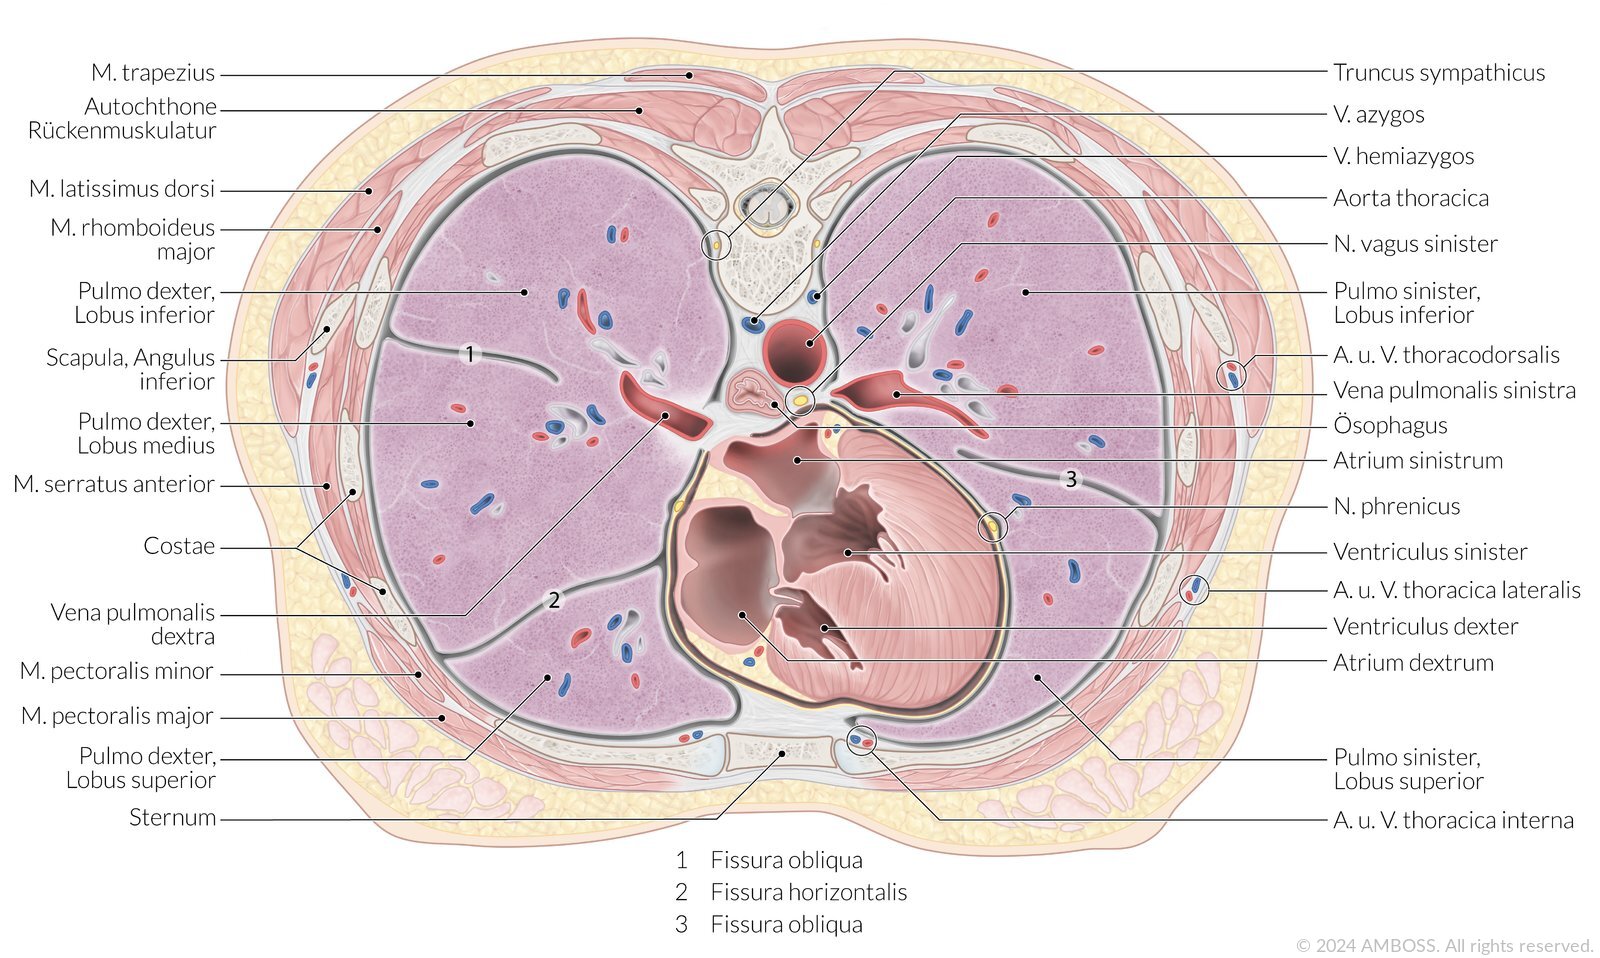 M. trapezius
Autochthone
Rückenmuskulatur
M. latissimus dorsi
M. rhomboideus
major
Pulmo dexter,
Lobus inferior
Scapula, Angulus
inferior
Pulmo dexter,
Lobus medius
M. serratus anterior
Costae
Vena pulmonalis
dextra
M. pectoralis minor
M. pectoralis major
Pulmo dexter,
Lobus superior
Sternum
1
2
3
Truncus sympathicus
V. azygos
V. hemiazygos
Aorta thoracica
N. vagus sinister
Pulmo sinister,
Lobus inferior
A. u. V. thoracodorsalis
Vena pulmonalis sinistra
Ösophagus
Atrium sinistrum
N. phrenicus
Ventriculus sinister
A. u. V. thoracica lateralis
Ventriculus dexter
Atrium dextrum
Pulmo sinister,
Lobus superior
A. u. V. thoracica interna
1 Fissura obliqua
2 Fissura horizontalis
3 Fissura obliqua
© 2024 AMBOSS. All rights reserved.